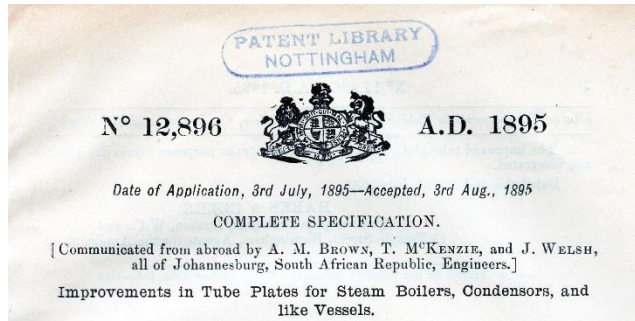 PATENT LIBRARY
NOTTINGHAM
Nº 12,896 A.D. 1895
Date of Application, 3rd July, 1895—Accepted, 3rd Aug., 1895
COMPLETE SPECIFICATION.
[Communicated from abroad by A. M. BROWN, T. McKENZIE, and J. WELSH,
all of Johannesburg, South African Republic, Engineers.]
Improvements in Tube Plates for Steam Boilers, Condensors, and
like Vessels.